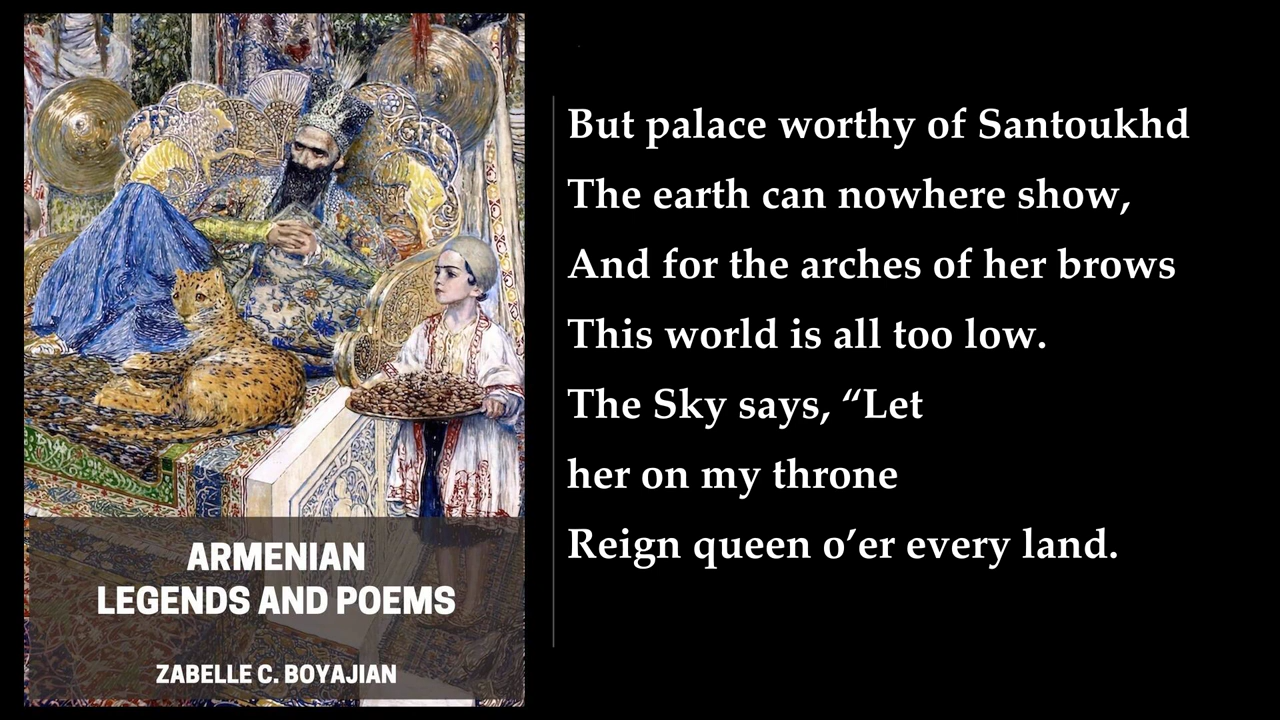 ARMENIAN
LEGENDS AND POEMS
ZABELLE C. BOYAJIAN
But palace worthy of Santoukhd
The earth can nowhere show,
And for the arches of her brows
This world is all too low.
The Sky says, “Let
her on my throne
Reign queen o’er every land.